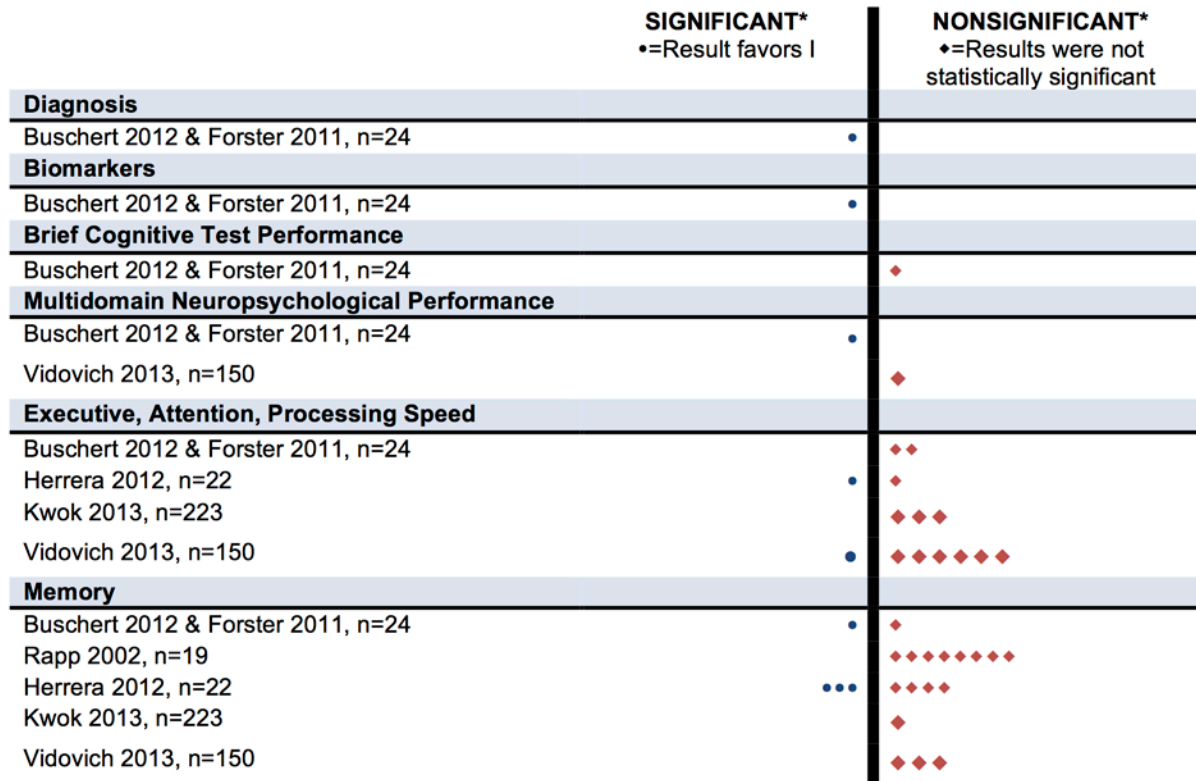 SIGNIFICANT*
•=Result favors I
NONSIGNIFICANT*
◆=Results were not
statistically significant
Diagnosis
Buschert 2012 & Forster 2011, n=24
Biomarkers
Buschert 2012 & Forster 2011, n=24
Brief Cognitive Test Performance
Buschert 2012 & Forster 2011, n=24
Multidomain Neuropsychological Performance
Buschert 2012 & Forster 2011, n=24
Vidovich 2013, n=150
Executive, Attention, Processing Speed
Buschert 2012 & Forster 2011, n=24
Herrera 2012, n=22
Kwok 2013, n=223
Vidovich 2013, n=150
Memory
Buschert 2012 & Forster 2011, n=24
Rapp 2002, n=19
Herrera 2012, n=22
Kwok 2013, n=223
Vidovich 2013, n=150